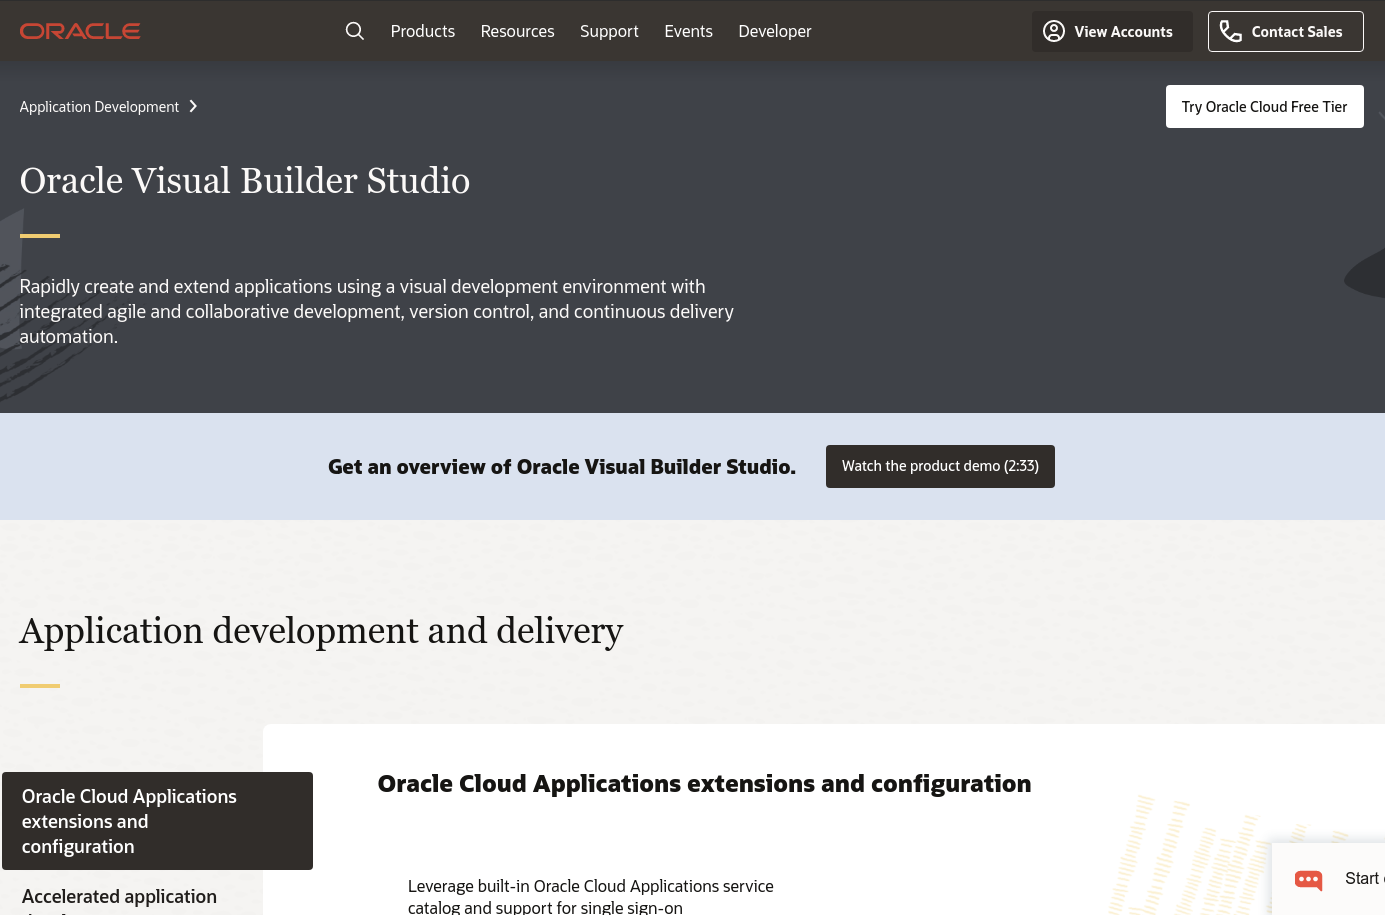 ORACLE
Products
Resources
Support
Events
Developer
View Accounts
Contact Sales
Application Development
Try Oracle Cloud Free Tier
Oracle Visual Builder Studio
Rapidly create and extend applications using a visual development environment with
integrated agile and collaborative development, version control, and continuous delivery
automation.
Get an overview of Oracle Visual Builder Studio.
Watch the product demo (2:33)
Application development and delivery
Oracle Cloud Applications
extensions and
configuration
Accelerated application
Oracle Cloud Applications extensions and configuration
Leverage built-in Oracle Cloud Applications service
catalog and support for single sign-on
Start